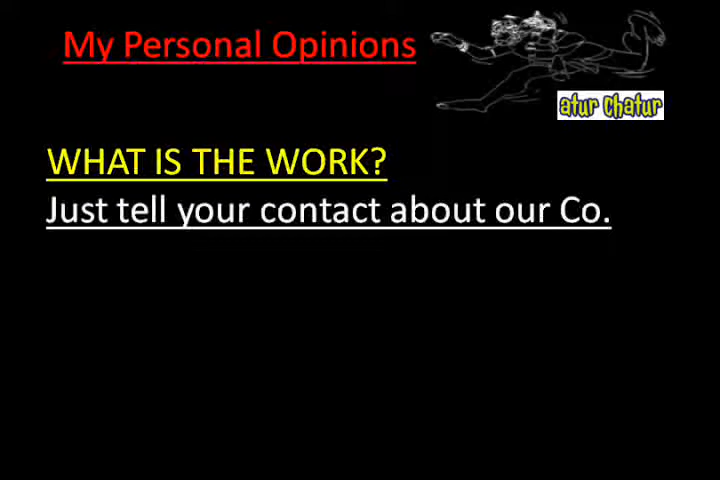 My Personal Opinions
atur chatur
WHAT IS THE WORK?
Just tell your contact about our Co.